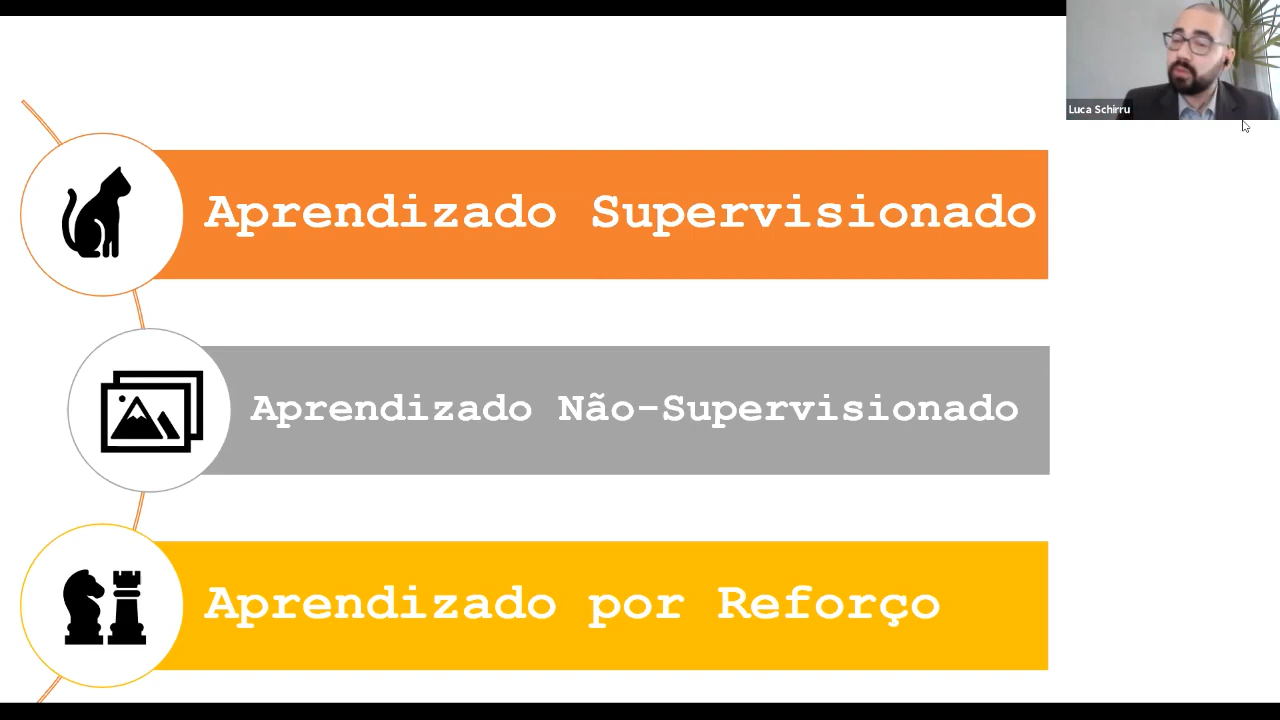 Luca Schirru
Aprendizado Supervisionado
Aprendizado Não-Supervisionado
Aprendizado por Reforço